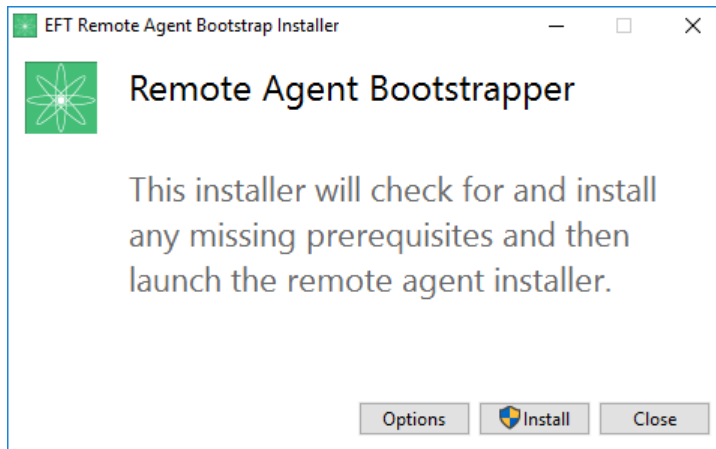 EFT Remote Agent Bootstrap Installer
Remote Agent Bootstrapper
This installer will check for and install
any missing prerequisites and then
launch the remote agent installer.
Options
Install
Close